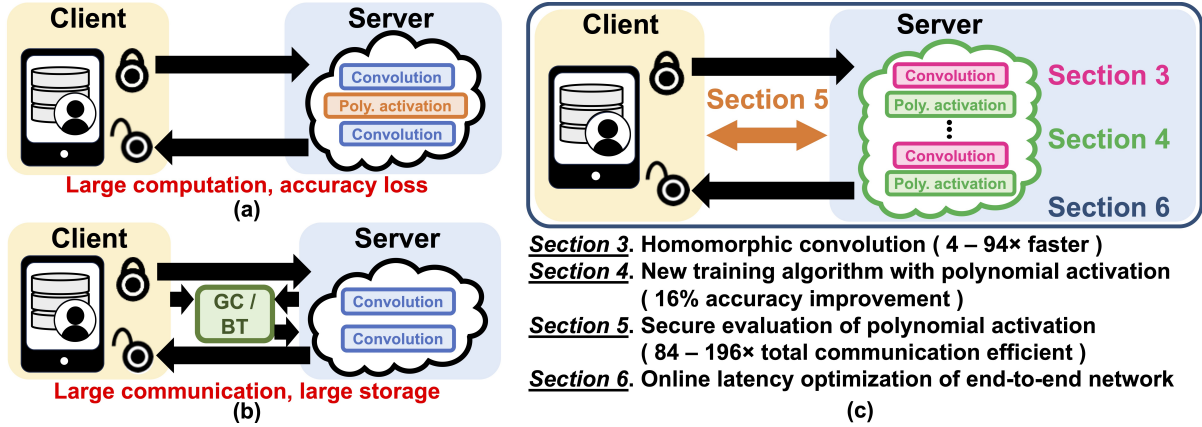 Client
Server
Convolution
Poly. activation
Convolution
Large computation, accuracy loss
(a)
Client
Server
GC /
BT
Convolution
Convolution
Large communication, large storage
(b)
Client
Server
Section 5
Convolution
Poly. activation
Convolution
Poly. activation
Section 3
Section 4
Section 6
Section 3. Homomorphic convolution ( 4 – 94× faster )
Section 4. New training algorithm with polynomial activation
( 16% accuracy improvement )
Section 5. Secure evaluation of polynomial activation
( 84 – 196× total communication efficient )
Section 6. Online latency optimization of end-to-end network
(c)